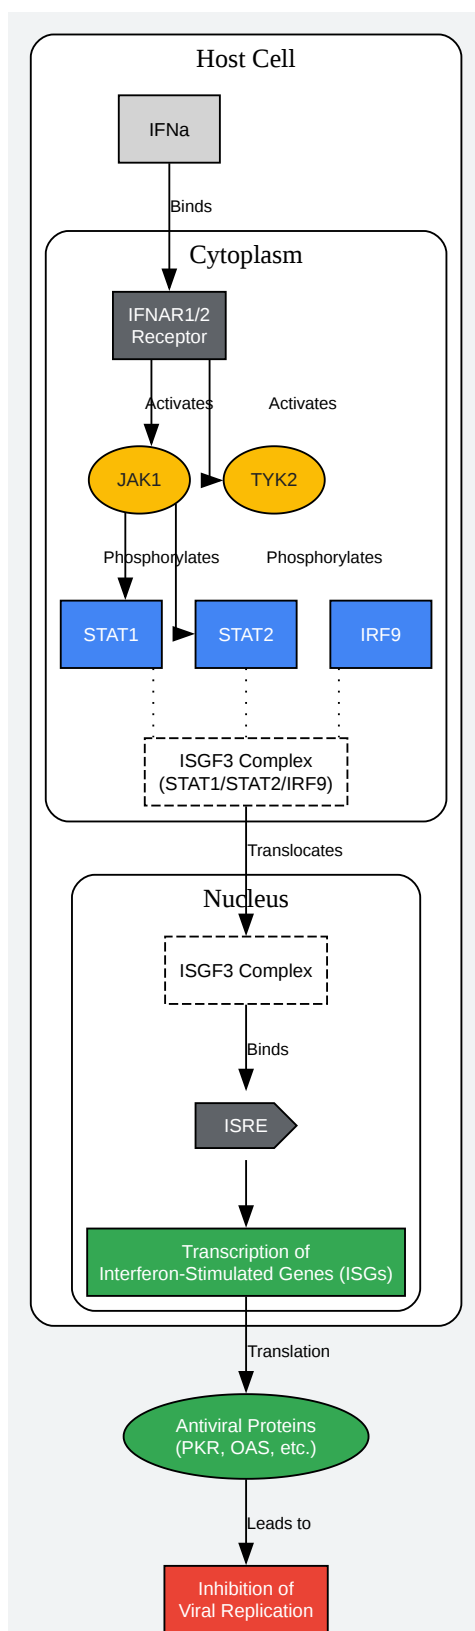 Host Cell
IFNa
Binds
Cytoplasm
IFNAR1/2
Receptor
Activates
Activates
JAK1
TYK2
Phosphorylates
Phosphorylates
STAT1
STAT2
IRF9
ISGF3 Complex
(STAT1/STAT2/IRF9)
Translocates
Nucleus
ISGF3 Complex
Binds
ISRE
Transcription of
Interferon-Stimulated Genes (ISGs)
Translation
Antiviral Proteins
(PKR, OAS, etc.)
Leads to
Inhibition of
Viral Replication